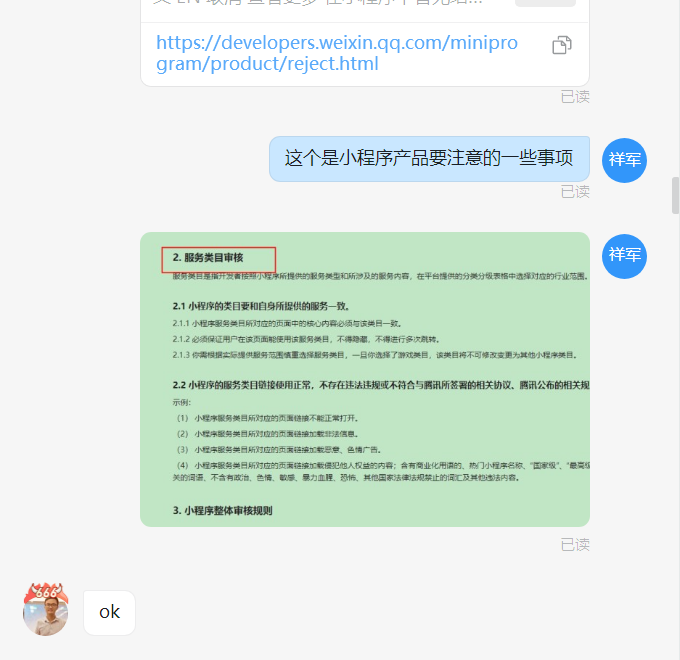 https://developers.weixin.qq.com/minipro
gram/product/reject.html
已读
这个是小程序产品要注意的一些事项
祥军
已读
祥军
2. 服务类目审核
服务类目是指开发者按照小程序所提供的服务类型和所涉及的服务内容，在平台提供的分类分级表格中选择对应的行业范围。
2.1 小程序的类目要和自身所提供的服务一致。
2.1.1 小程序服务类目所对应的页面中的核心内容必须与该类目一致。
2.1.2 必须保证用户在该页面能使用该服务类目，不得隐藏，不得进行多次跳转。
2.1.3 你需根据实际提供服务范围慎重选择服务类目，一旦你选择了游戏类目，该类目将不可修改变更为其他小程序类目。
2.2 小程序的服务类目链接使用正常，不存在违法违规或不符合与腾讯所签署的相关协议、腾讯公布的相关规
示例：
（1） 小程序服务类目所对应的页面链接不能正常打开。
（2） 小程序服务类目所对应的页面链接加载非法信息。
（3） 小程序服务类目所对应的页面链接加载恶意、色情广告。
（4） 小程序服务类目所对应的页面链接加载侵犯他人权益的内容；含有商业化用语的、热门小程序名称、"国家级"、"最高级
关的词语、不含有政治、色情、敏感、暴力血腥、恐怖、其他国家法律法规禁止的词汇及其他违法内容。
3. 小程序整体审核规则
已读
666
ok